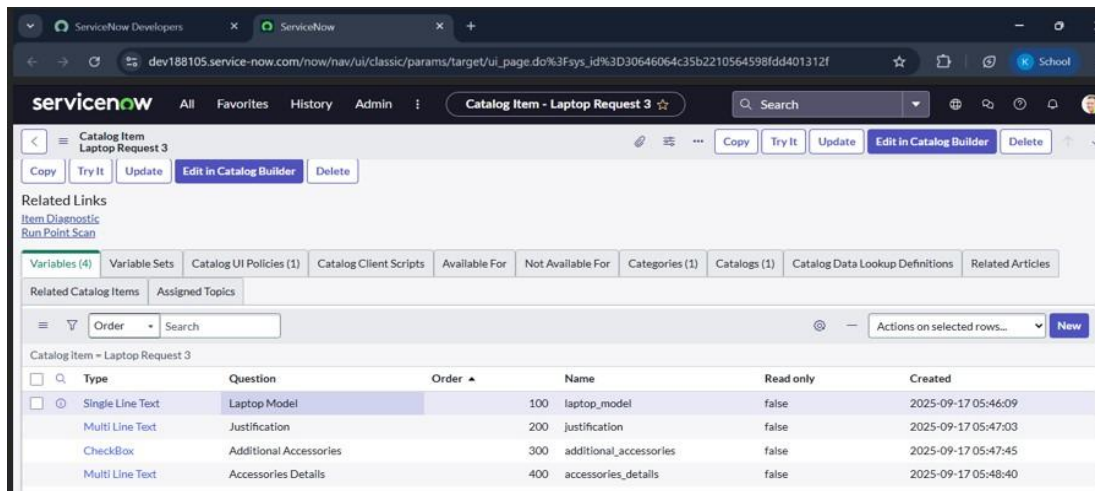 ServiceNow Developers × ServiceNow × +
dev188105.service-now.com/now/nav/ui/classic/params/target/ui_page.do%3Fsys_id%3D30646064c35b2210564598fdd401312f K School
servicenow All Favorites History Admin Catalog Item - Laptop Request 3 Search
Catalog Item
Laptop Request 3
Copy Try It Update Edit in Catalog Builder Delete
Copy Try It Update Edit in Catalog Builder Delete
Related Links
Item Diagnostic
Run Point Scan
Variables (4) Variable Sets Catalog UI Policies (1) Catalog Client Scripts Available For Not Available For Categories (1) Catalogs (1) Catalog Data Lookup Definitions Related Articles
Related Catalog Items Assigned Topics
Order Search Actions on selected rows... New
Catalog item = Laptop Request 3
Type Question Order Name Read only Created
Single Line Text Laptop Model 100 laptop_model false 2025-09-17 05:46:09
Multi Line Text Justification 200 justification false 2025-09-17 05:47:03
CheckBox Additional Accessories 300 additional_accessories false 2025-09-17 05:47:45
Multi Line Text Accessories Details 400 accessories_details false 2025-09-17 05:48:40